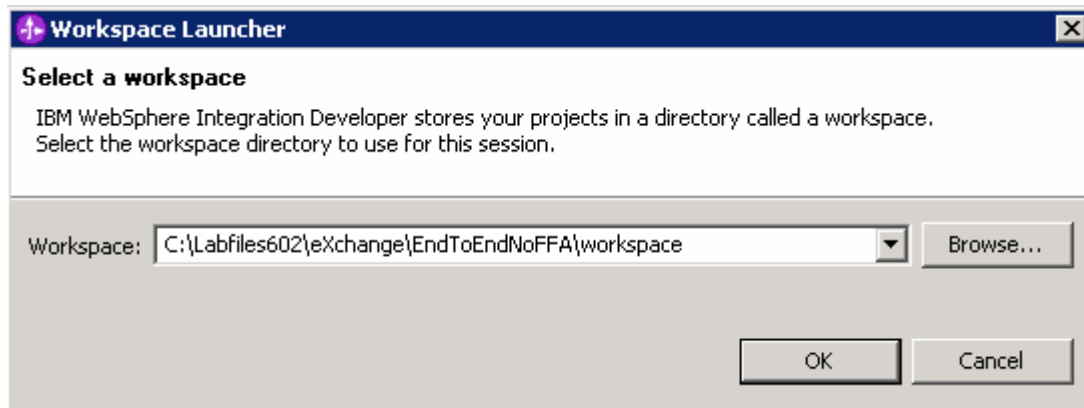 Workspace Launcher
Select a workspace
IBM WebSphere Integration Developer stores your projects in a directory called a workspace.
Select the workspace directory to use for this session.
Workspace: C:\Labfiles602\eXchange\EndToEndNoFFA\workspace Browse...
OK Cancel